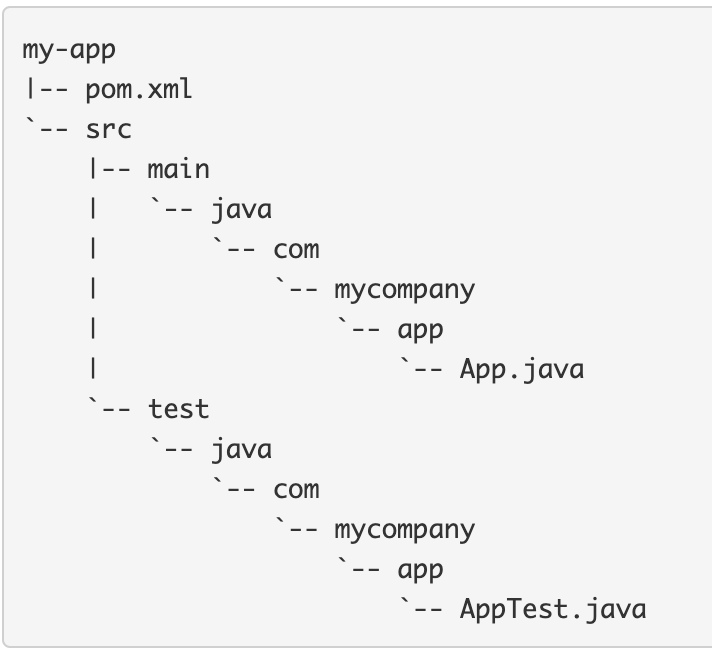 my-app
|-- pom.xml
`-- src
    |-- main
    |   `-- java
    |       `-- com
    |           `-- mycompany
    |               `-- app
    |                   `-- App.java
    `-- test
        `-- java
            `-- com
                `-- mycompany
                    `-- app
                        `-- AppTest.java